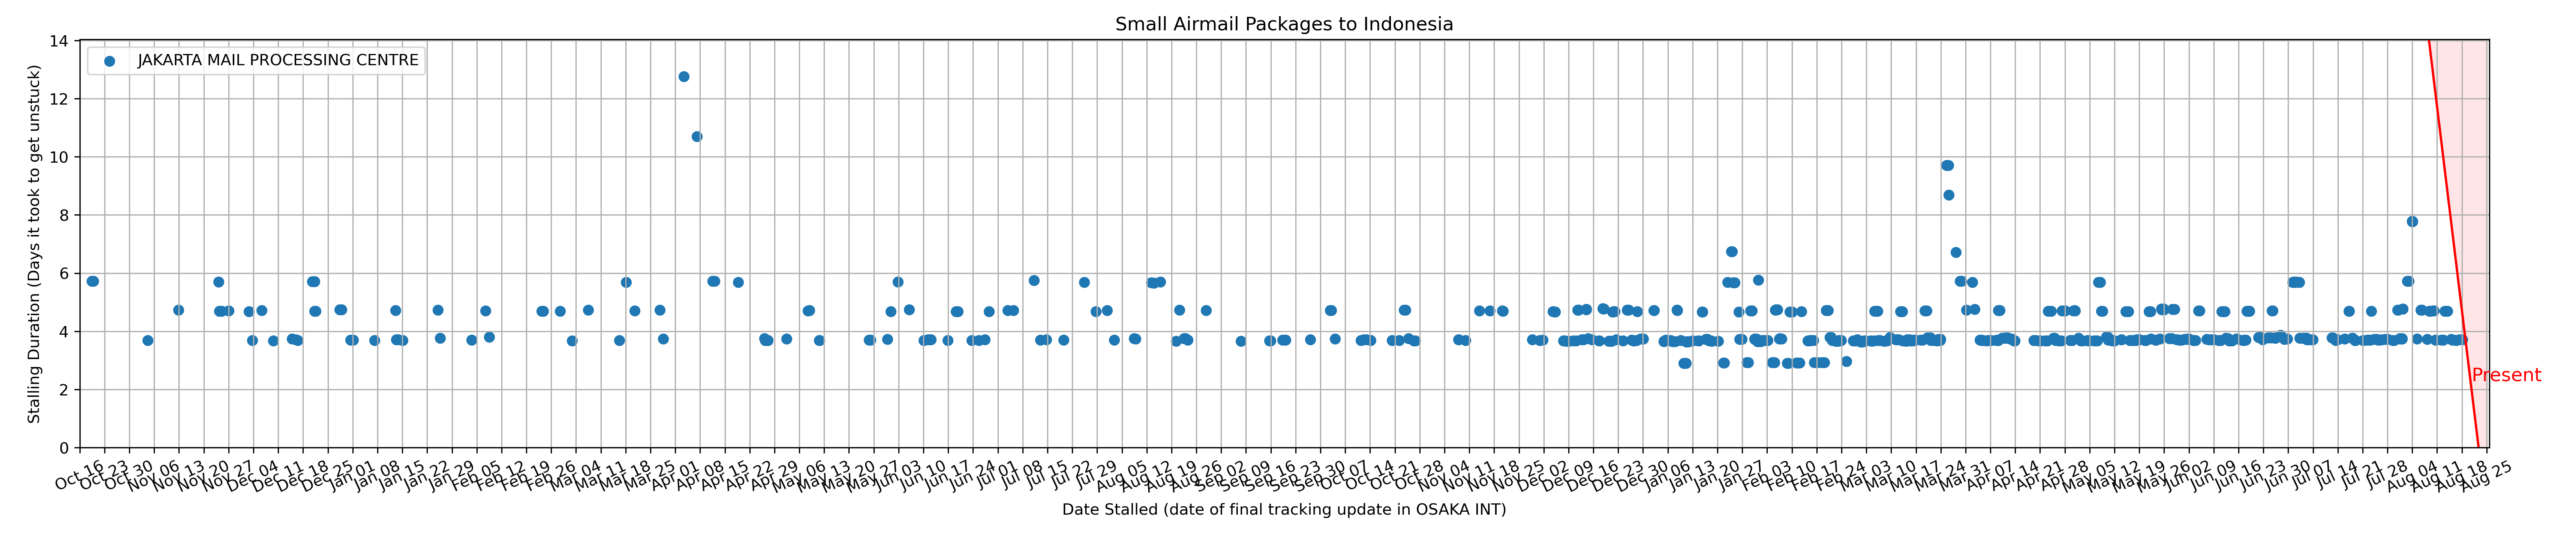 Small Airmail Packages to Indonesia
JAKARTA MAIL PROCESSING CENTRE
Stalling Duration (Days it took to get unstuck)
14
12
10
8
6
4
2
0
Present
Oct 16
Oct 23
Oct 30
Nov 06
Nov 13
Nov 20
Nov 27
Dec 04
Dec 11
Dec 18
Dec 25
Jan 01
Jan 08
Jan 15
Jan 22
Jan 29
Feb 05
Feb 12
Feb 19
Feb 26
Mar 04
Mar 11
Mar 18
Mar 25
Apr 01
Apr 08
Apr 15
Apr 22
Apr 29
May 06
May 13
May 20
May 27
Jun 03
Jun 10
Jun 17
Jun 24
Jul 01
Jul 08
Jul 15
Jul 22
Jul 29
Aug 05
Aug 12
Aug 19
Aug 26
Sep 02
Sep 09
Sep 16
Sep 23
Sep 30
Oct 07
Oct 14
Oct 21
Oct 28
Nov 04
Nov 11
Nov 18
Nov 25
Dec 02
Dec 09
Dec 16
Dec 23
Dec 30
Jan 06
Jan 13
Jan 20
Jan 27
Feb 03
Feb 10
Feb 17
Feb 24
Mar 03
Mar 10
Mar 17
Mar 24
Mar 31
Apr 07
Apr 14
Apr 21
Apr 28
May 05
May 12
May 19
May 26
Jun 02
Jun 09
Jun 16
Jun 23
Jun 30
Jul 07
Jul 14
Jul 21
Jul 28
Aug 04
Aug 11
Aug 18
Aug 25
Date Stalled (date of final tracking update in OSAKA INT)